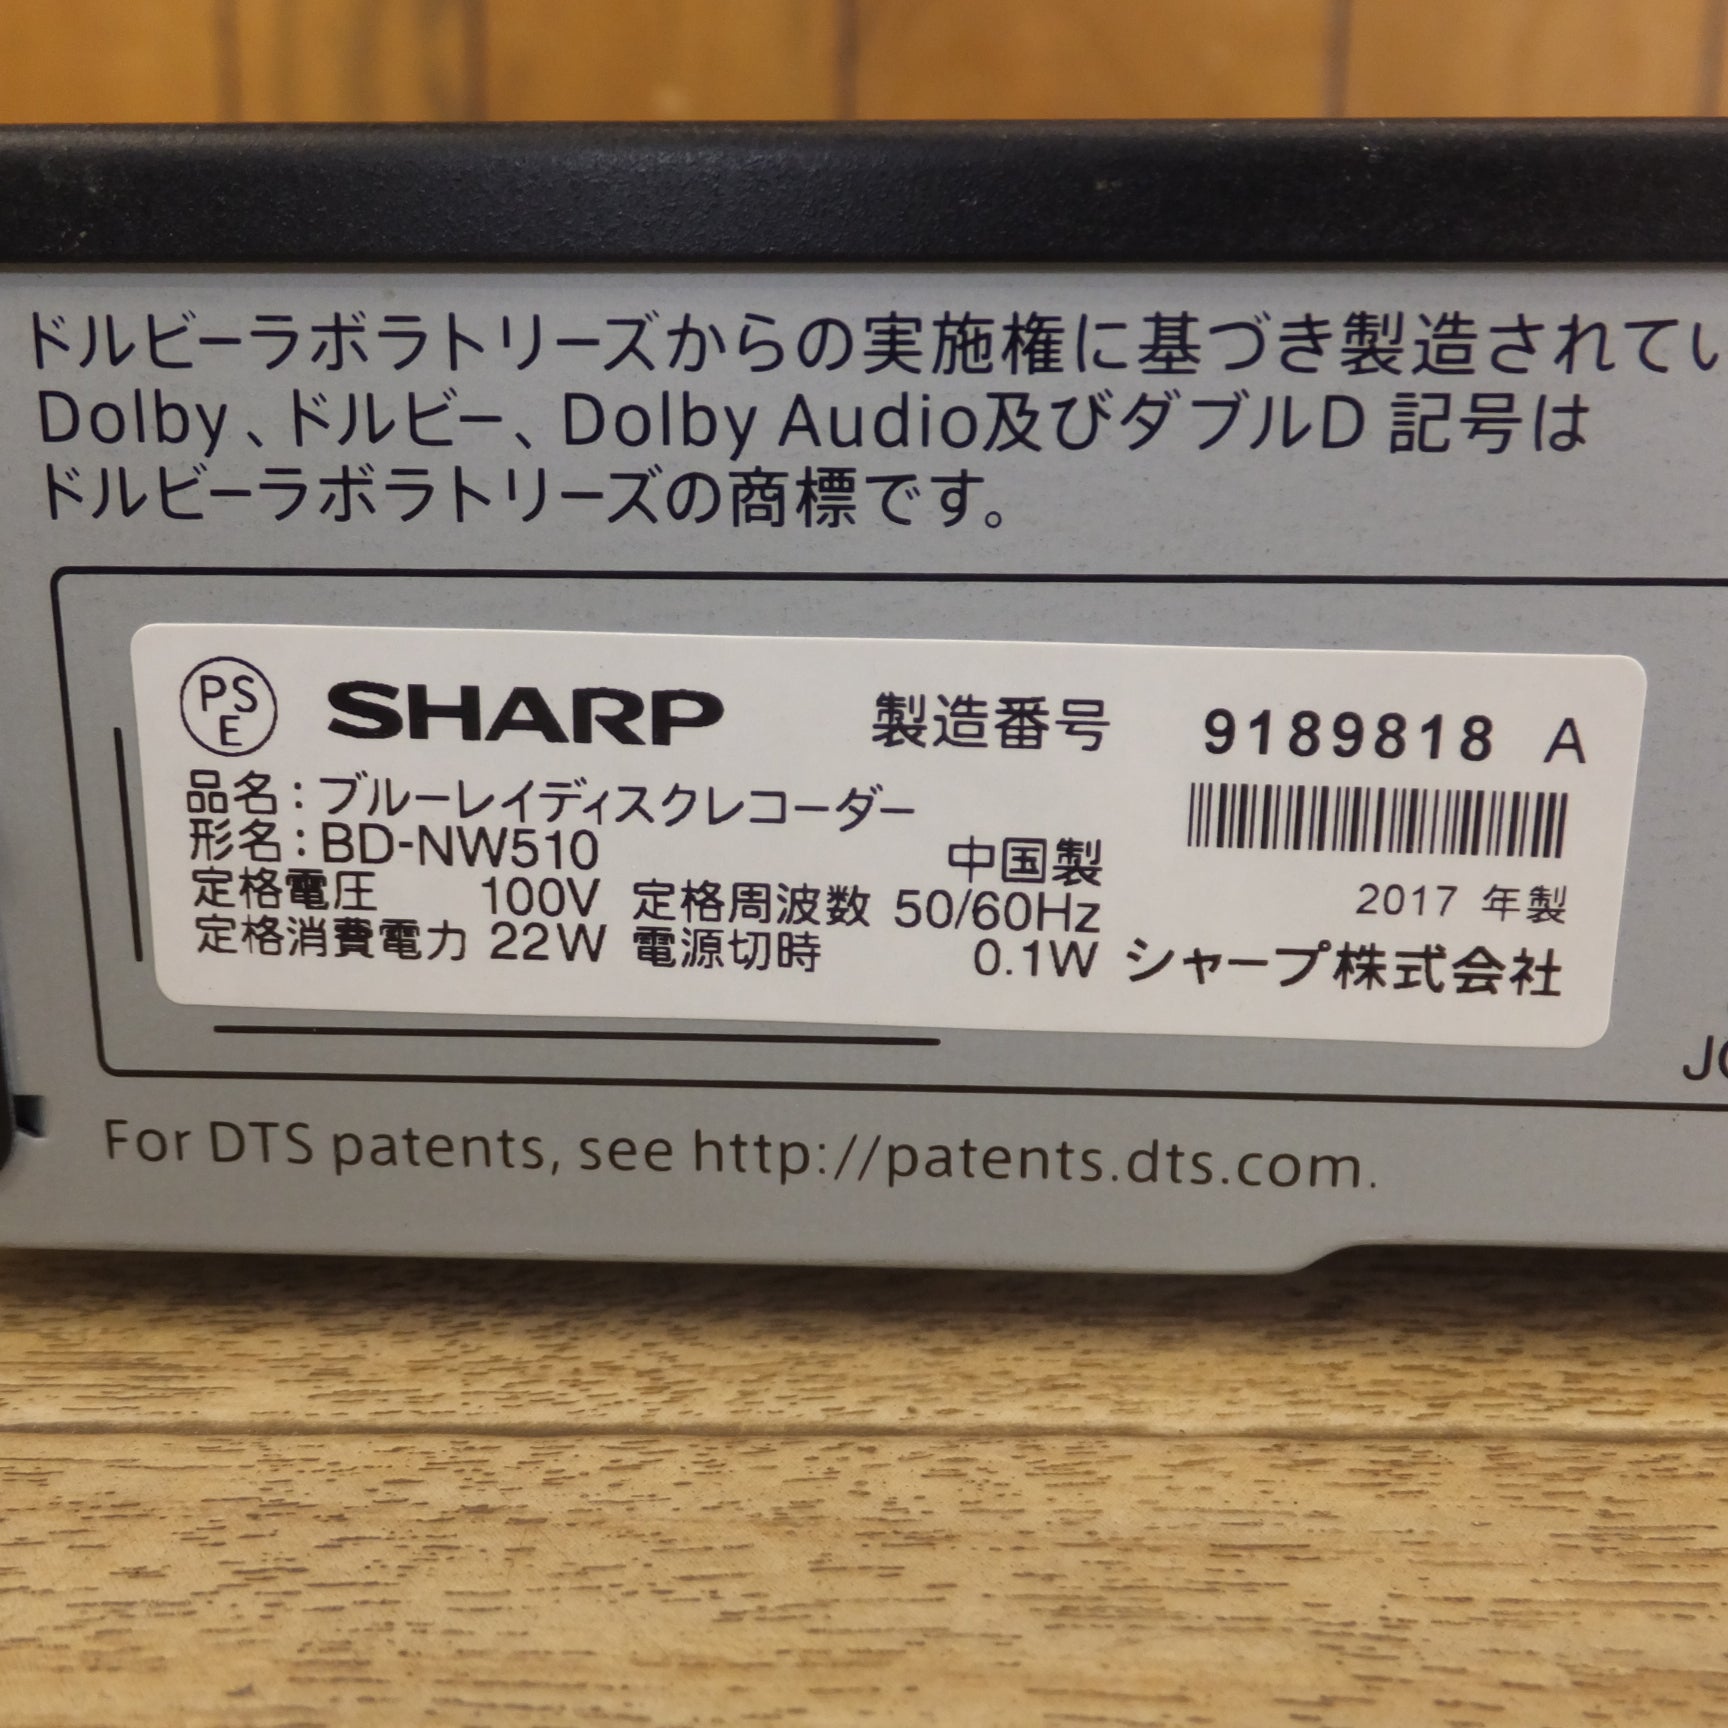 ドルビーラボラトリーズからの実施権に基づき製造されてい
Dolby、ドルビー、Dolby Audio及びダブルD 記号は
ドルビーラボラトリーズの商標です。
PS
E
SHARP 製造番号 9189818 A
品名:ブルーレイディスクレコーダー
形名:BD-NW510 中国製
2017 年製
定格電圧 100V 定格周波数 50/60Hz
定格消費電力 22W 電源切時 0.1W シャープ株式会社
For DTS patents, see http://patents.dts.com.